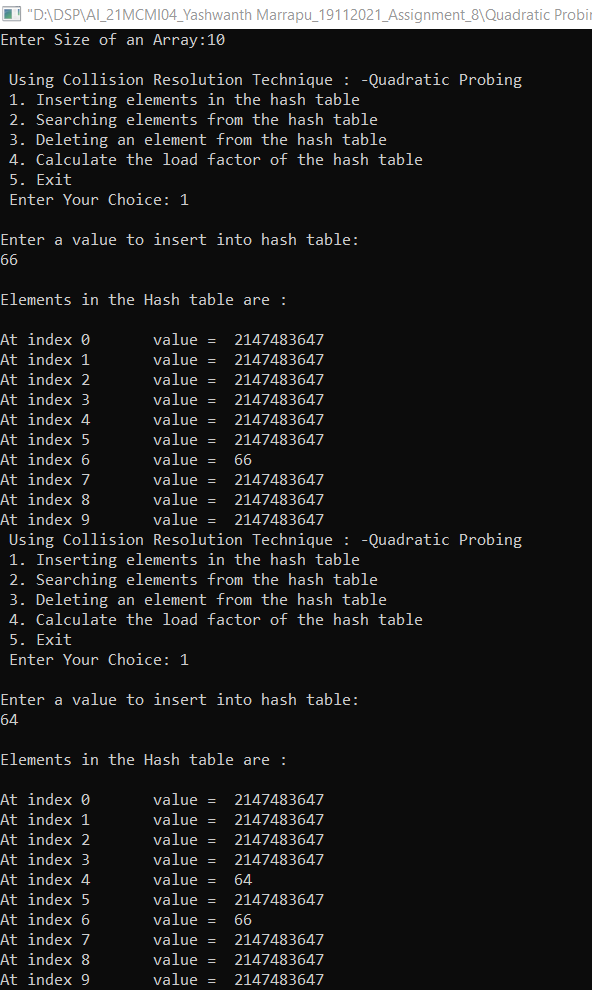 "D:\DSP\AI_21MCMI04_Yashwanth Marrapu_19112021_Assignment_8\Quadratic Probin
Enter Size of an Array:10
Using Collision Resolution Technique : -Quadratic Probing
1. Inserting elements in the hash table
2. Searching elements from the hash table
3. Deleting an element from the hash table
4. Calculate the load factor of the hash table
5. Exit
Enter Your Choice: 1
Enter a value to insert into hash table:
66
Elements in the Hash table are :
At index 0       value =  2147483647
At index 1       value =  2147483647
At index 2       value =  2147483647
At index 3       value =  2147483647
At index 4       value =  2147483647
At index 5       value =  2147483647
At index 6       value =  66
At index 7       value =  2147483647
At index 8       value =  2147483647
At index 9       value =  2147483647
Using Collision Resolution Technique : -Quadratic Probing
1. Inserting elements in the hash table
2. Searching elements from the hash table
3. Deleting an element from the hash table
4. Calculate the load factor of the hash table
5. Exit
Enter Your Choice: 1
Enter a value to insert into hash table:
64
Elements in the Hash table are :
At index 0       value =  2147483647
At index 1       value =  2147483647
At index 2       value =  2147483647
At index 3       value =  2147483647
At index 4       value =  64
At index 5       value =  2147483647
At index 6       value =  66
At index 7       value =  2147483647
At index 8       value =  2147483647
At index 9       value =  2147483647